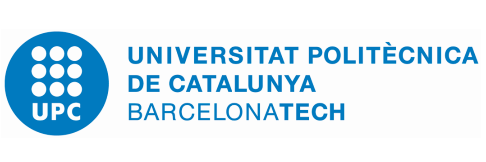 UPC
UNIVERSITAT POLITÈCNICA
DE CATALUNYA
BARCELONATECH